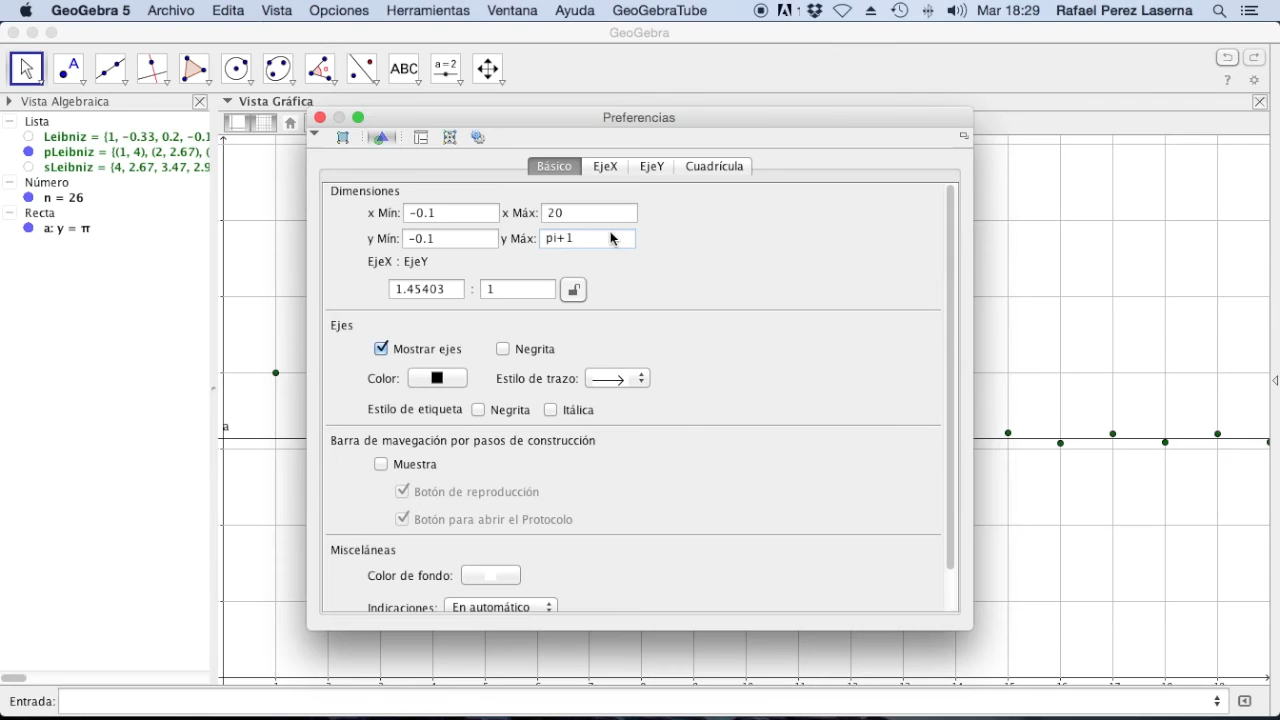 GeoGebra 5 Archivo Edita Vista Opciones Herramientas Ventana Ayuda GeoGebraTube Mar 18:29 Rafael Perez Laserna
GeoGebra
ABC a=2
Vista Algebraica
Vista Gráfica
Lista
Leibniz = {1, -0.33, 0.2, -0.1
pLeibniz = {(1, 4), (2, 2.67), (
sLeibniz = {4, 2.67, 3.47, 2.9
Número
n = 26
Recta
a: y = π
Preferencias
Básico EjeX EjeY Cuadrícula
Dimensiones
x Mín: -0.1 x Máx: 20
y Mín: -0.1 y Máx: pi+1
EjeX : EjeY
1.45403 : 1
Ejes
Mostrar ejes Negrita
Color: Estilo de trazo:
Estilo de etiqueta Negrita Itálica
a
Barra de mavegación por pasos de construcción
Muestra
Botón de reproducción
Botón para abrir el Protocolo
Misceláneas
Color de fondo:
Indicaciones: En automático
Entrada: